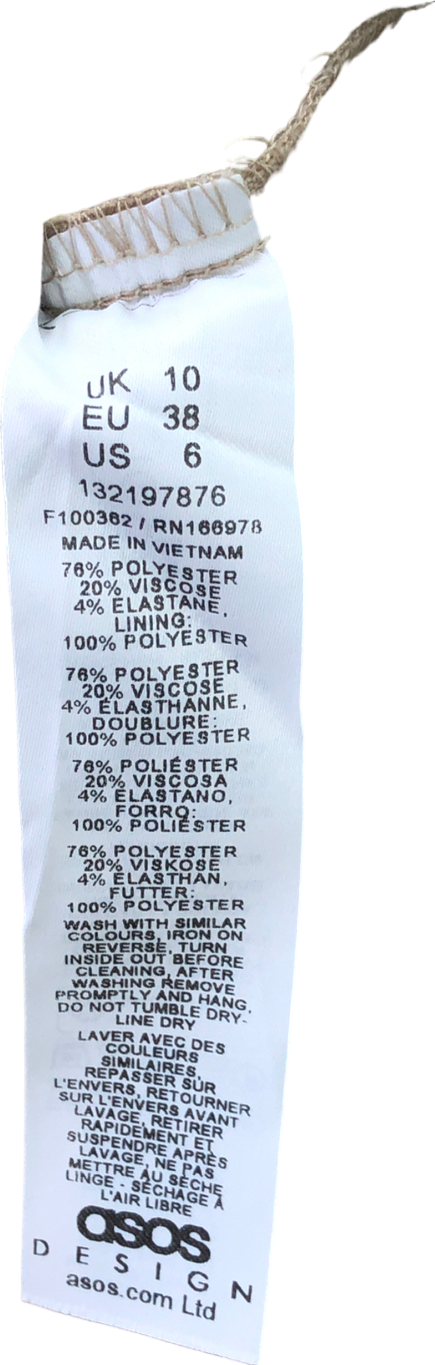 UK 10
EU 38
US 6
132197876
F100362 / RN166978
MADE IN VIETNAM
76% POLYESTER
20% VISCOSE
4% ELASTANE,
LINING:
100% POLYESTER
76% POLYESTER
20% VISCOSE
4% ELASTHANNE,
DOUBLURE:
100% POLYESTER
76% POLIÉSTER
20% VISCOSA
4% ELASTANO,
FORRO:
100% POLIÉSTER
76% POLYESTER
20% VISKOSE
4% ELASTHAN,
FUTTER:
100% POLYESTER
WASH WITH SIMILAR
COLOURS, IRON ON
REVERSE, TURN
INSIDE OUT BEFORE
CLEANING, AFTER
WASHING REMOVE
PROMPTLY AND HANG,
DO NOT TUMBLE DRY-
LINE DRY
LAVER AVEC DES
COULEURS
SIMILAIRES,
REPASSER SUR
L'ENVERS, RETOURNER
SUR L'ENVERS AVANT
LAVAGE, RETIRER
RAPIDEMENT ET
SUSPENDRE APRÈS
LAVAGE, NE PAS
METTRE AU SÈCHE
LINGE - SÉCHAGE À
L'AIR LIBRE
asos
DESIGN
asos.com Ltd